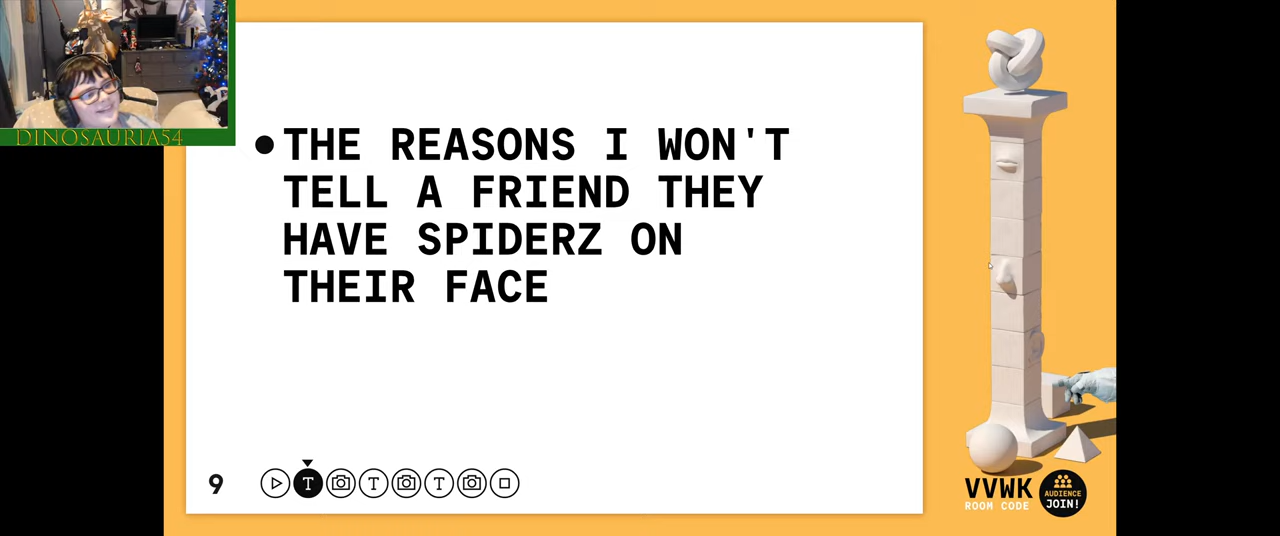 DINOSAURIA54
● THE REASONS I WON'T
TELL A FRIEND THEY
HAVE SPIDERZ ON
THEIR FACE
9
T T T
VVWK
ROOM CODE
AUDIENCE
JOIN!